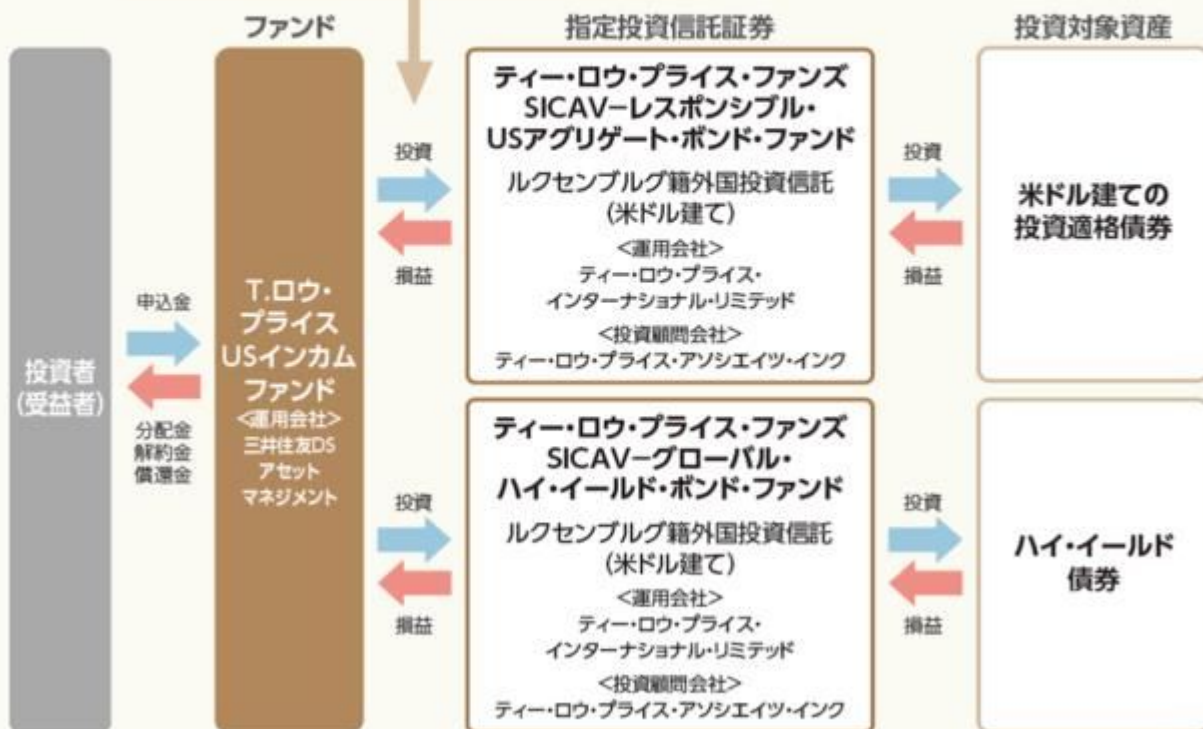 ファンド
指定投資信託証券
投資対象資産
投資者
(受益者)
申込金
分配金
解約金
償還金
T.ロウ・
プライス
USインカム
ファンド
<運用会社>
三井住友DS
アセット
マネジメント
投資
損益
ティー・ロウ・プライス・ファンズ
SICAV−レスポンシブル・
USアグリゲート・ボンド・ファンド
ルクセンブルグ籍外国投資信託
(米ドル建て)
<運用会社>
ティー・ロウ・プライス・
インターナショナル・リミテッド
<投資顧問会社>
ティー・ロウ・プライス・アソシエイツ・インク
投資
損益
米ドル建ての
投資適格債券
投資
損益
ティー・ロウ・プライス・ファンズ
SICAV−グローバル・
ハイ・イールド・ボンド・ファンド
ルクセンブルグ籍外国投資信託
(米ドル建て)
<運用会社>
ティー・ロウ・プライス・
インターナショナル・リミテッド
<投資顧問会社>
ティー・ロウ・プライス・アソシエイツ・インク
投資
損益
ハイ・イールド
債券